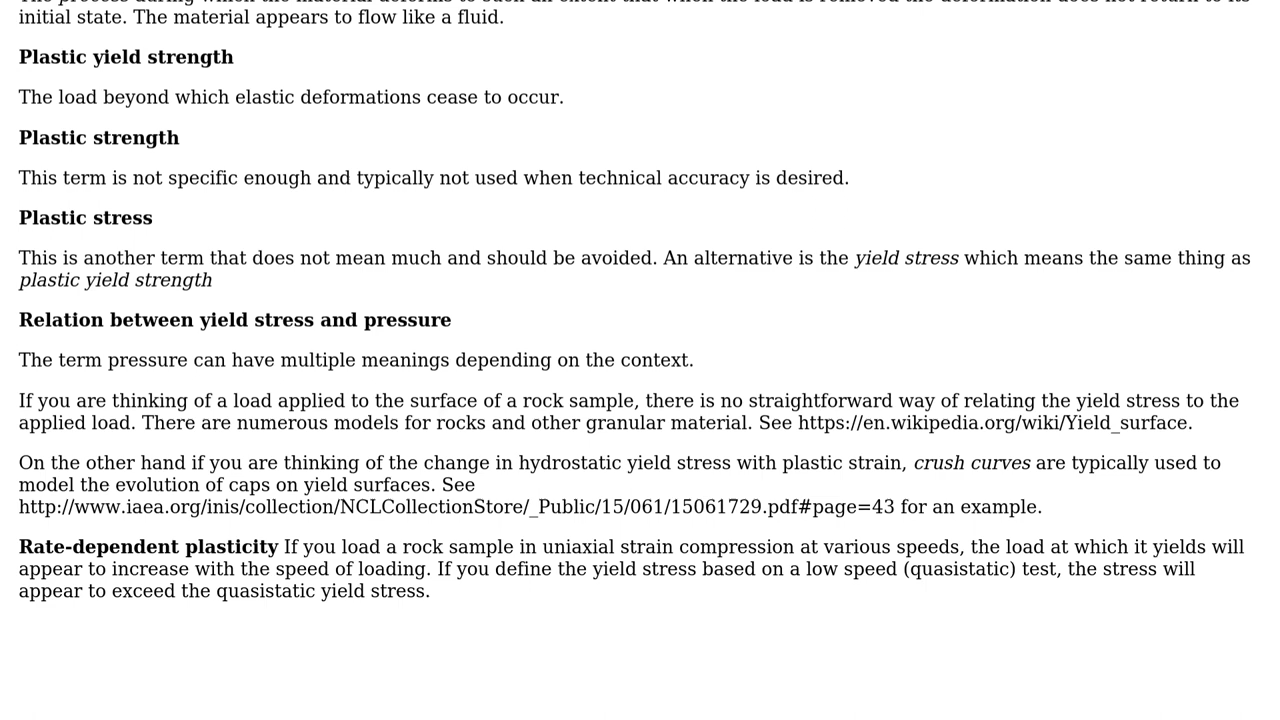 initial state. The material appears to flow like a fluid.
Plastic yield strength
The load beyond which elastic deformations cease to occur.
Plastic strength
This term is not specific enough and typically not used when technical accuracy is desired.
Plastic stress
This is another term that does not mean much and should be avoided. An alternative is the yield stress which means the same thing as
plastic yield strength
Relation between yield stress and pressure
The term pressure can have multiple meanings depending on the context.
If you are thinking of a load applied to the surface of a rock sample, there is no straightforward way of relating the yield stress to the
applied load. There are numerous models for rocks and other granular material. See https://en.wikipedia.org/wiki/Yield_surface.
On the other hand if you are thinking of the change in hydrostatic yield stress with plastic strain, crush curves are typically used to
model the evolution of caps on yield surfaces. See
http://www.iaea.org/inis/collection/NCLCollectionStore/_Public/15/061/15061729.pdf#page=43 for an example.
Rate-dependent plasticity If you load a rock sample in uniaxial strain compression at various speeds, the load at which it yields will
appear to increase with the speed of loading. If you define the yield stress based on a low speed (quasistatic) test, the stress will
appear to exceed the quasistatic yield stress.